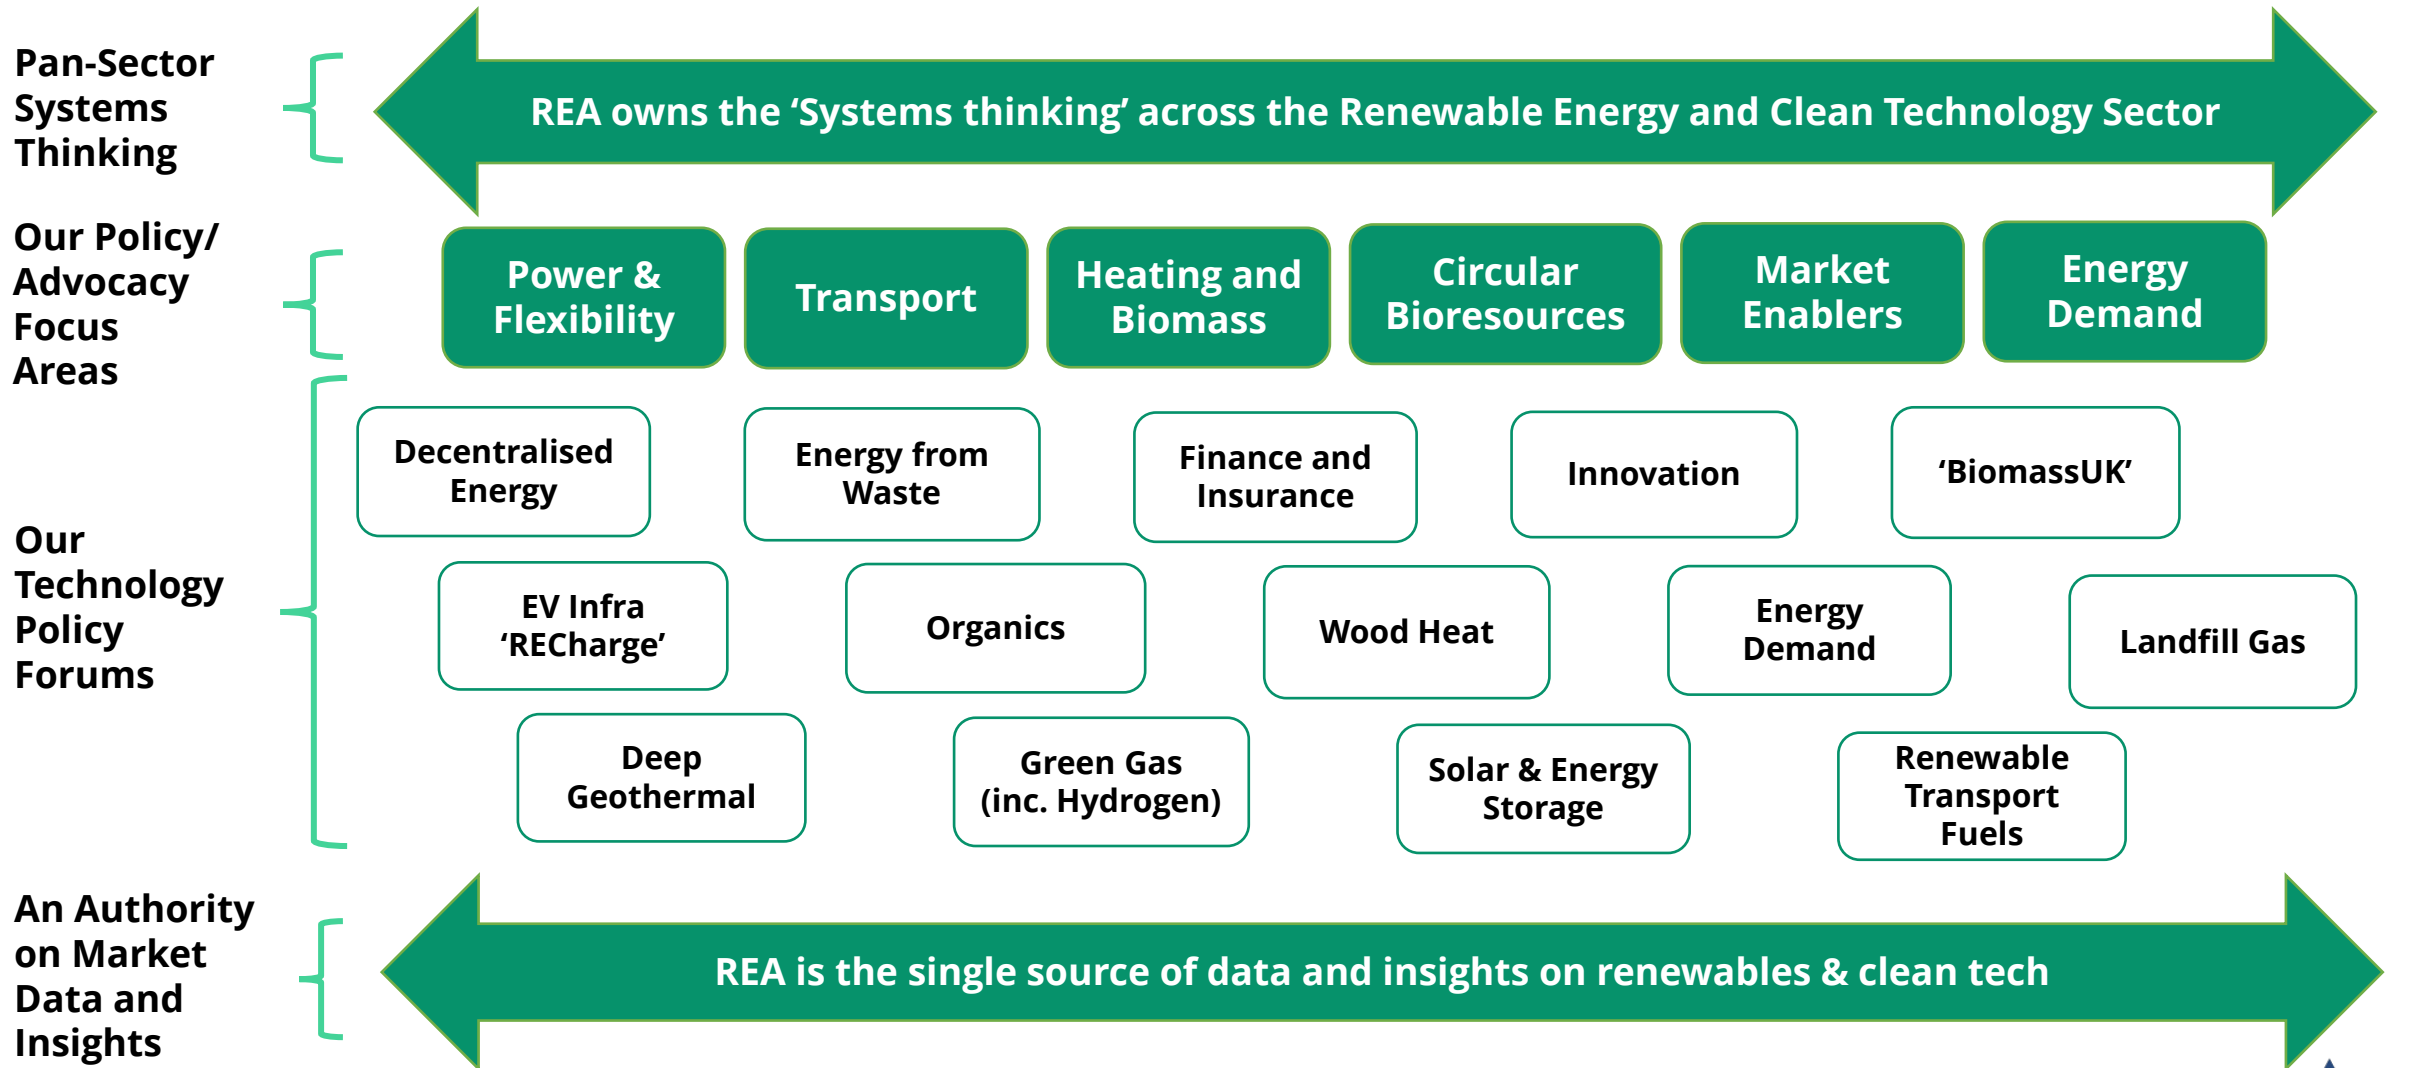 Pan-Sector
Systems
Thinking
REA owns the ‘Systems thinking’ across the Renewable Energy and Clean Technology Sector
Our Policy/
Advocacy
Focus
Areas
Power &
Flexibility
Transport
Heating and
Biomass
Circular
Bioresources
Market
Enablers
Energy
Demand
Our
Technology
Policy
Forums
Decentralised
Energy
Energy from
Waste
Finance and
Insurance
Innovation
‘BiomassUK’
EV Infra
‘RECharge’
Organics
Wood Heat
Energy
Demand
Landfill Gas
Deep
Geothermal
Green Gas
(inc. Hydrogen)
Solar & Energy
Storage
Renewable
Transport
Fuels
An Authority
on Market
Data and
Insights
REA is the single source of data and insights on renewables & clean tech